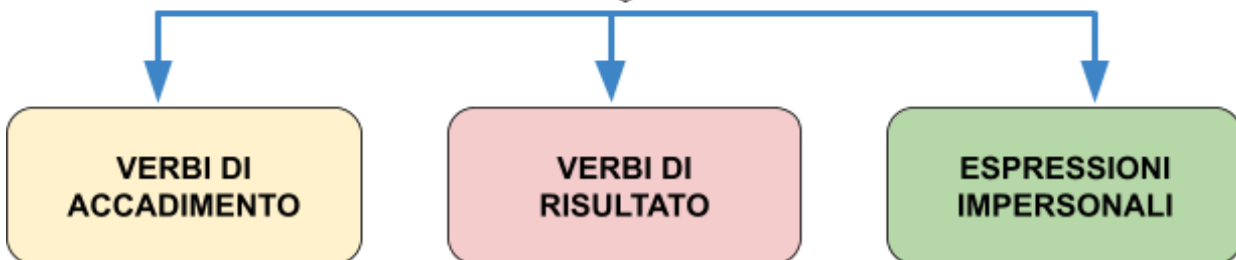 VERBI DI
ACCADIMENTO
VERBI DI
RISULTATO
ESPRESSIONI
IMPERSONALI